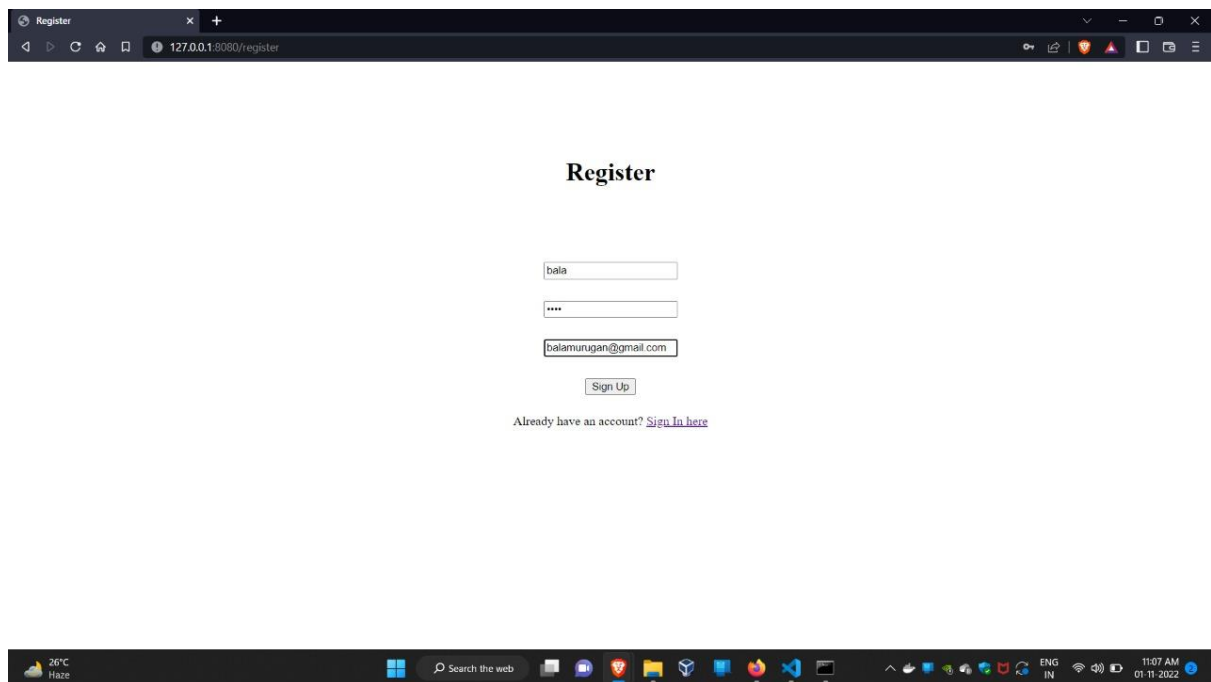 Register
127.0.0.1:8080/register
Register
bala
••••
balamurugan@gmail.com
Sign Up
Already have an account? Sign In here
26°C
Haze
Search the web
ENG
IN
11:07 AM
01-11-2022
2